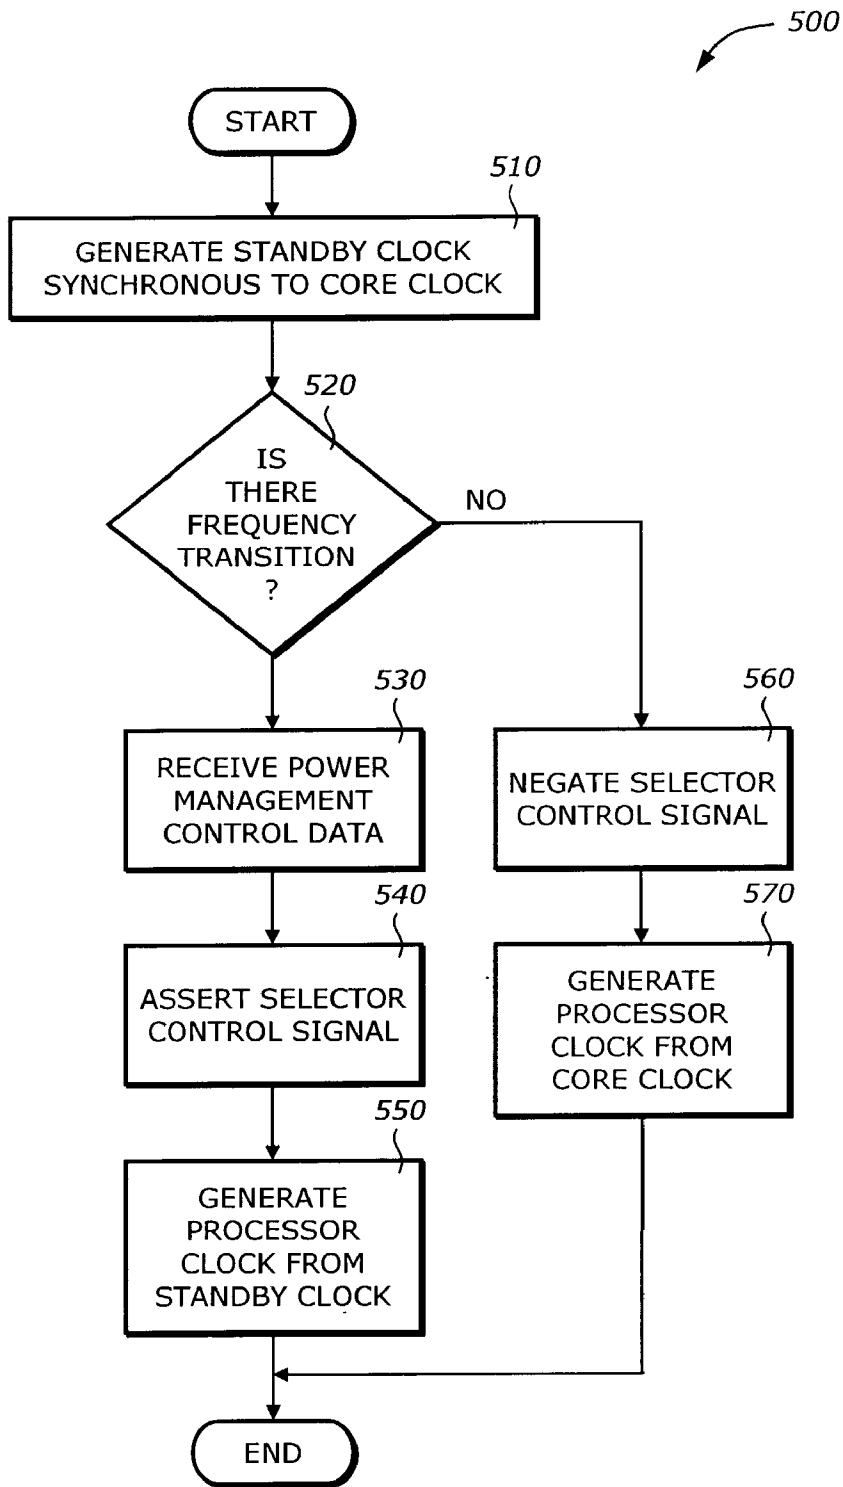 500
START
510
GENERATE STANDBY CLOCK
SYNCHRONOUS TO CORE CLOCK
520
IS
THERE
FREQUENCY
TRANSITION
?
NO
530
RECEIVE POWER
MANAGEMENT
CONTROL DATA
560
NEGATE SELECTOR
CONTROL SIGNAL
540
ASSERT SELECTOR
CONTROL SIGNAL
570
GENERATE
PROCESSOR
CLOCK FROM
CORE CLOCK
550
GENERATE
PROCESSOR
CLOCK FROM
STANDBY CLOCK
END